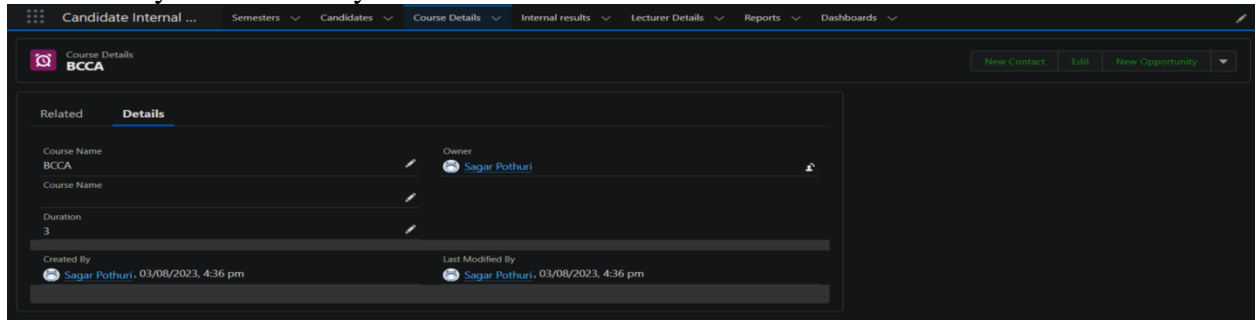 Candidate Internal ... Semesters Candidates Course Details Internal results Lecturer Details Reports Dashboards
Course Details
BCCA
New Contact Edit New Opportunity
Related Details
Course Name
BCCA
Owner
Sagar Pothuri
Course Name
Duration
3
Created By
Sagar Pothuri, 03/08/2023, 4:36 pm
Last Modified By
Sagar Pothuri, 03/08/2023, 4:36 pm